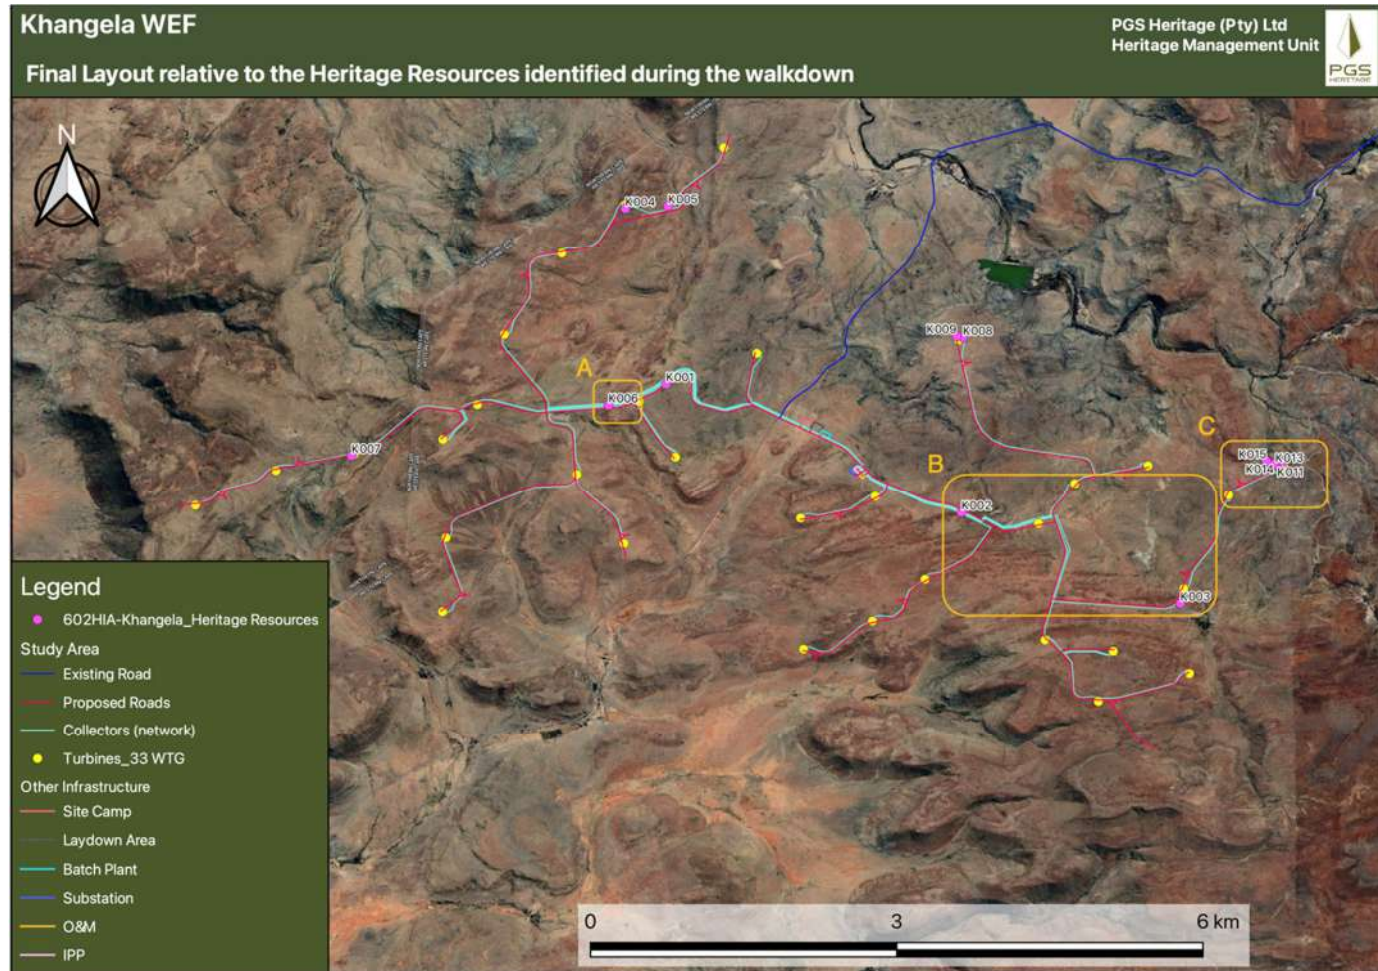 Khangela WEF
PGS Heritage (Pty) Ltd
Heritage Management Unit
Final Layout relative to the Heritage Resources identified during the walkdown
PGS
HERITAGE
N
K004
K005
K009
K008
A
K001
K006
C
K007
K015
K013
K014
K011
B
K002
K003
Legend
602HIA-Khangela_Heritage Resources
Study Area
Existing Road
Proposed Roads
Collectors (network)
Turbines_33 WTG
Other Infrastructure
Site Camp
Laydown Area
Batch Plant
Substation
O&M
IPP
0
3
6 km